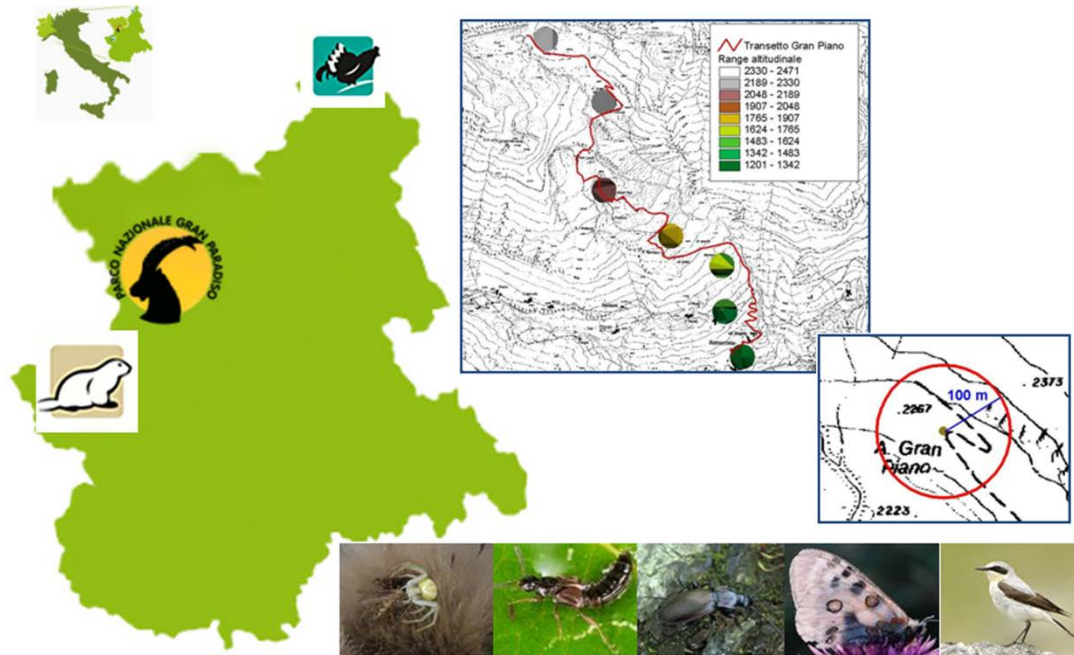 PARCO NAZIONALE GRAN PARADISO
Transetto Gran Piano
Range altitudinale
2330 - 2471
2189 - 2330
2048 - 2189
1907 - 2048
1765 - 1907
1624 - 1765
1483 - 1624
1342 - 1483
1201 - 1342
2373
100 m
2267
A. Gran
Piano
2223